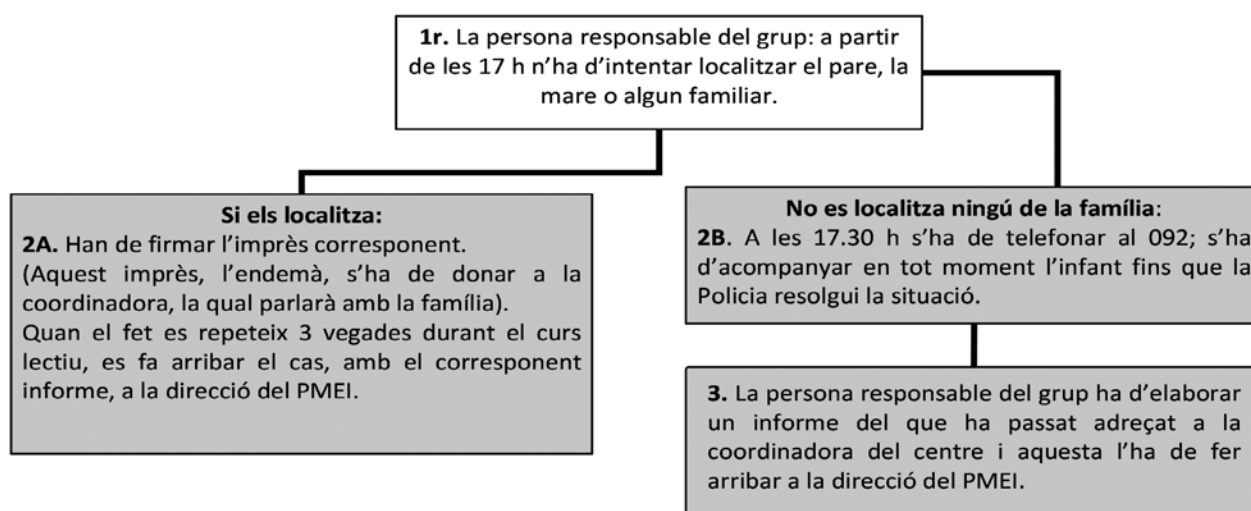 1r. La persona responsable del grup: a partir
de les 17 h n’ha d’intentar localitzar el pare, la
mare o algun familiar.
Si els localitza:
2A. Han de firmar l’imprès corresponent.
(Aquest imprès, l’endemà, s’ha de donar a la
coordinadora, la qual parlarà amb la família).
Quan el fet es repeteix 3 vegades durant el curs
lectiu, es fa arribar el cas, amb el corresponent
informe, a la direcció del PMEI.
No es localitza ningú de la família:
2B. A les 17.30 h s’ha de telefonar al 092; s’ha
d’acompanyar en tot moment l’infant fins que la
Policia resolgui la situació.
3. La persona responsable del grup ha d’elaborar
un informe del que ha passat adreçat a la
coordinadora del centre i aquesta l’ha de fer
arribar a la direcció del PMEI.